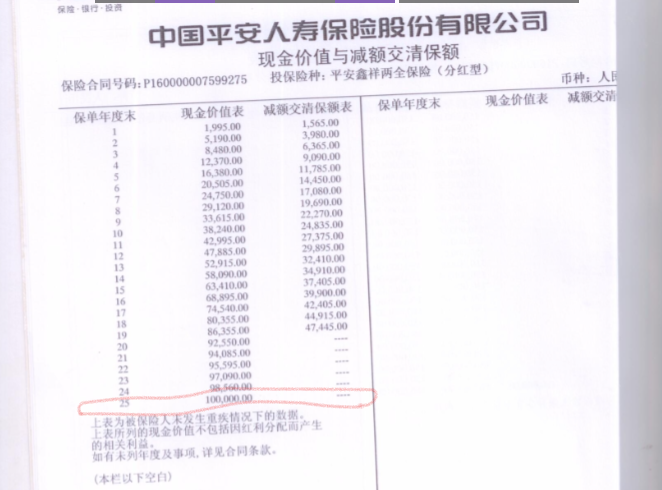 保险·银行·投资
中国平安人寿保险股份有限公司
现金价值与减额交清保额
保险合同号码:P160000007599275 投保险种:平安鑫祥两全保险(分红型) 币种:人民
保单年度末 现金价值表 减额交清保额表 保单年度末 现金价值表 减额交清
1 1,995.00 1,565.00
2 5,190.00 3,980.00
3 8,480.00 6,365.00
4 12,370.00 9,090.00
5 16,380.00 11,785.00
6 20,505.00 14,450.00
7 24,750.00 17,080.00
8 29,120.00 19,690.00
9 33,615.00 22,270.00
10 38,240.00 24,835.00
11 42,995.00 27,375.00
12 47,885.00 29,895.00
13 52,915.00 32,410.00
14 58,090.00 34,910.00
15 63,410.00 37,405.00
16 68,895.00 39,900.00
17 74,540.00 42,405.00
18 80,355.00 44,915.00
19 86,355.00 47,445.00
20 92,550.00 ----
21 94,085.00 ----
22 95,595.00 ----
23 97,090.00 ----
24 98,560.00 ----
25 100,000.00 ----
上表为被保险人未发生重疾情况下的数据。
上表所列的现金价值不包括因红利分配而产生
的相关利益。
如有未列年度及事项,详见合同条款。
(本栏以下空白)